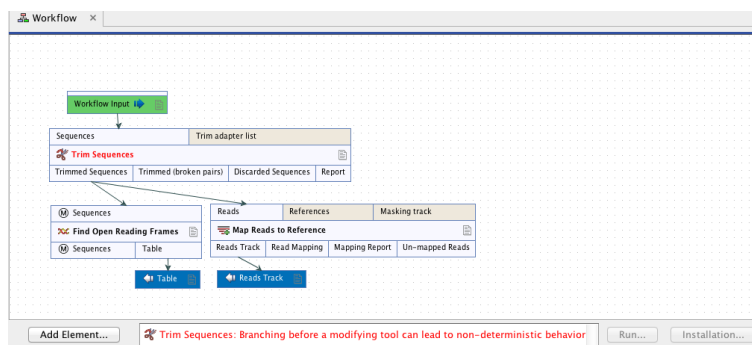 Workflow ×
Workflow Input
Sequences Trim adapter list
Trim Sequences
Trimmed Sequences Trimmed (broken pairs) Discarded Sequences Report
M Sequences
Find Open Reading Frames
M Sequences Table
Reads References Masking track
Map Reads to Reference
Reads Track Read Mapping Mapping Report Un-mapped Reads
Table
Reads Track
Add Element...
Trim Sequences: Branching before a modifying tool can lead to non-deterministic behavior
Run...
Installation...